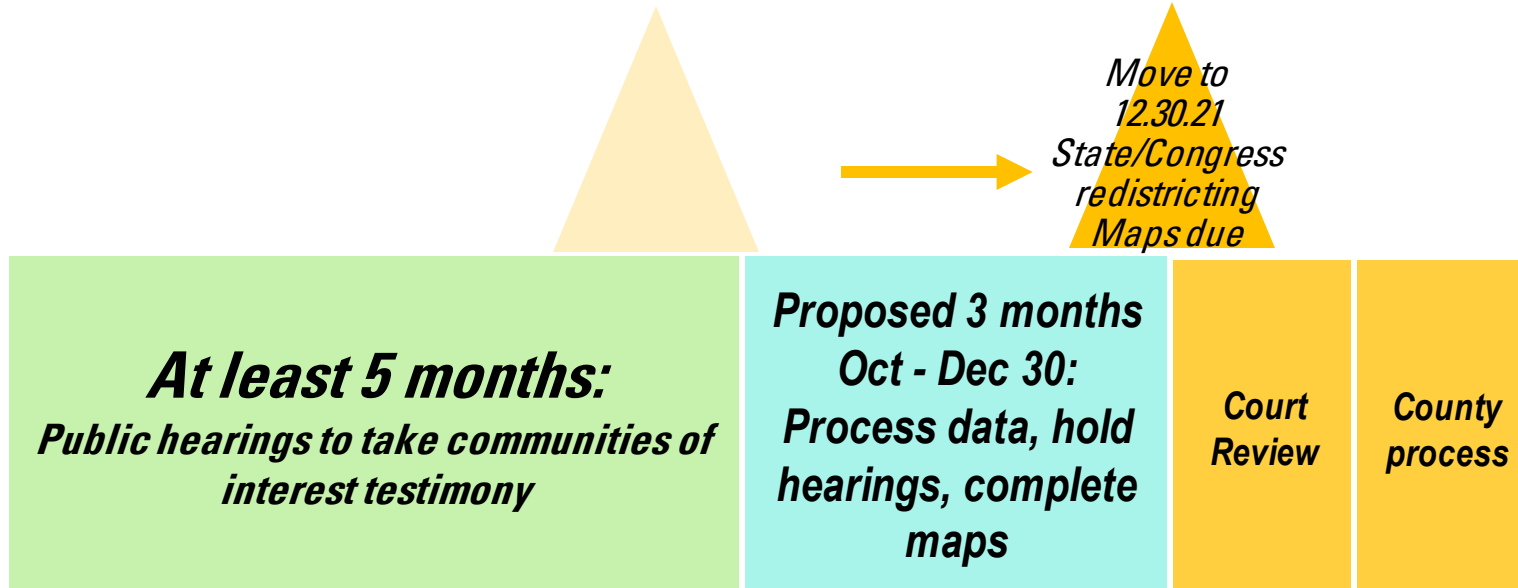 Move to
12.30.21
State/Congress
redistricting
Maps due
At least 5 months:
Public hearings to take communities of
interest testimony
Proposed 3 months
Oct - Dec 30:
Process data, hold
hearings, complete
maps
Court
Review
County
process